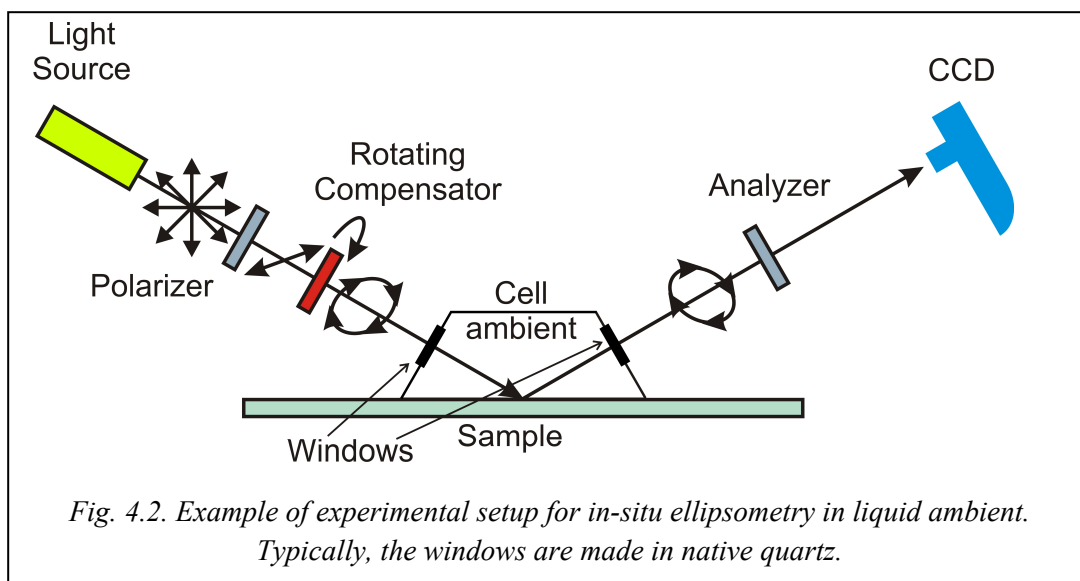 Light
Source
CCD
Rotating
Compensator
Analyzer
Polarizer
Cell
ambient
Windows
Sample
Fig. 4.2. Example of experimental setup for in-situ ellipsometry in liquid ambient.
Typically, the windows are made in native quartz.